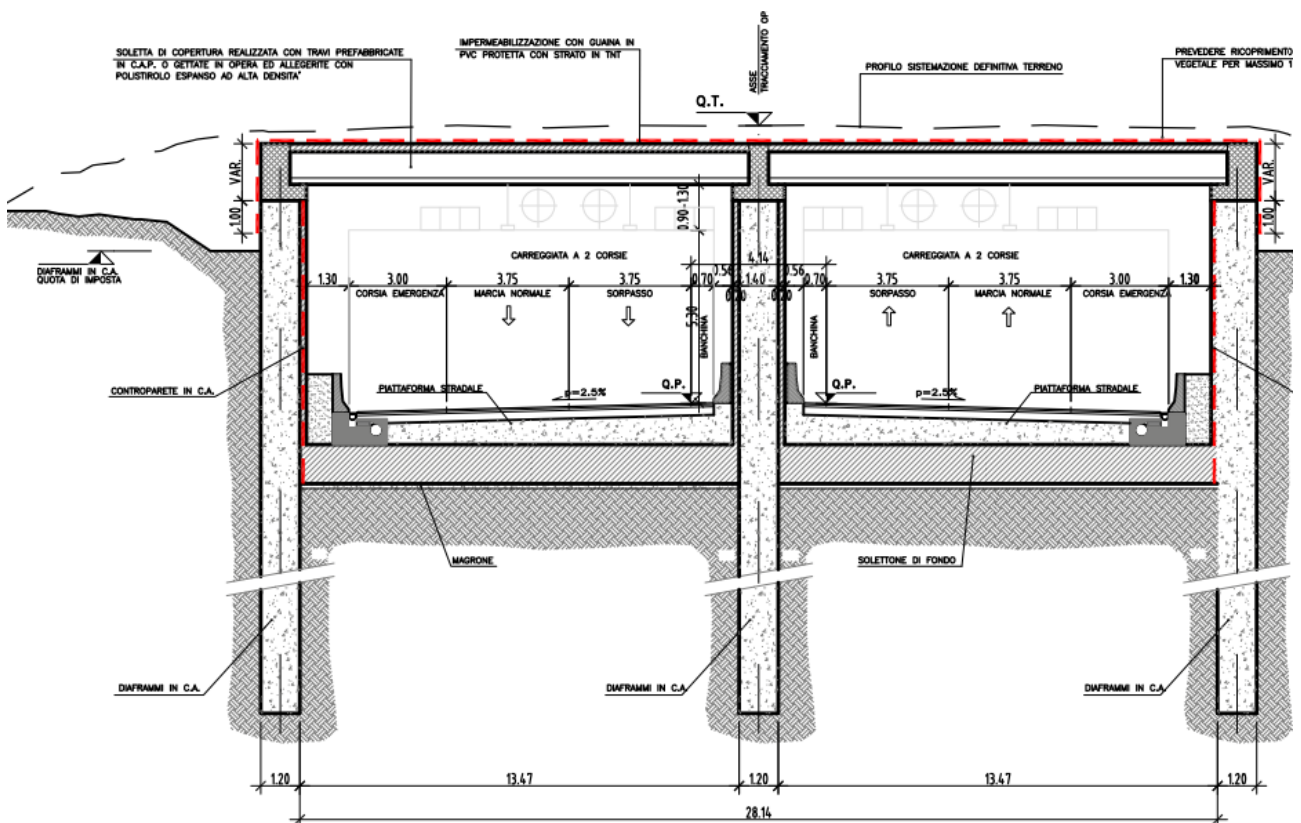 SOLETTA DI COPERTURA REALIZZATA CON TRAVI PREFABBRICATE
IN C.A.P. O GETTATE IN OPERA ED ALLEGERITE CON
POLISTIROLO ESPANSO AD ALTA DENSITA'
IMPERMEABILIZZAZIONE CON GUAINA IN
PVC PROTETTA CON STRATO IN TNT
ASSE
TRACCIAMENTO OP
PROFILO SISTEMAZIONE DEFINITIVA TERRENO
PREVEDERE RICOPRIMENTO
VEGETALE PER MASSIMO 1
Q.T.
VAR.
VAR.
1.00
1.00
0.90-1.30
DIAFRAMMI IN C.A.
QUOTA DI IMPOSTA
CARREGGIATA A 2 CORSIE
CARREGGIATA A 2 CORSIE
4.14
1.30
3.00
3.75
3.75
0.70
0.56
1.40
0.56
0.70
3.75
3.75
3.00
1.30
0.20
0.20
CORSIA EMERGENZA
MARCIA NORMALE
SORPASSO
SORPASSO
MARCIA NORMALE
CORSIA EMERGENZA
5.30
BANCHINA
BANCHINA
CONTROPARETE IN C.A.
PIATTAFORMA STRADALE
p=2.5%
Q.P.
Q.P.
p=2.5%
PIATTAFORMA STRADALE
MAGRONE
SOLETTONE DI FONDO
DIAFRAMMI IN C.A.
DIAFRAMMI IN C.A.
DIAFRAMMI IN C.A.
1.20
13.47
1.20
13.47
1.20
28.14